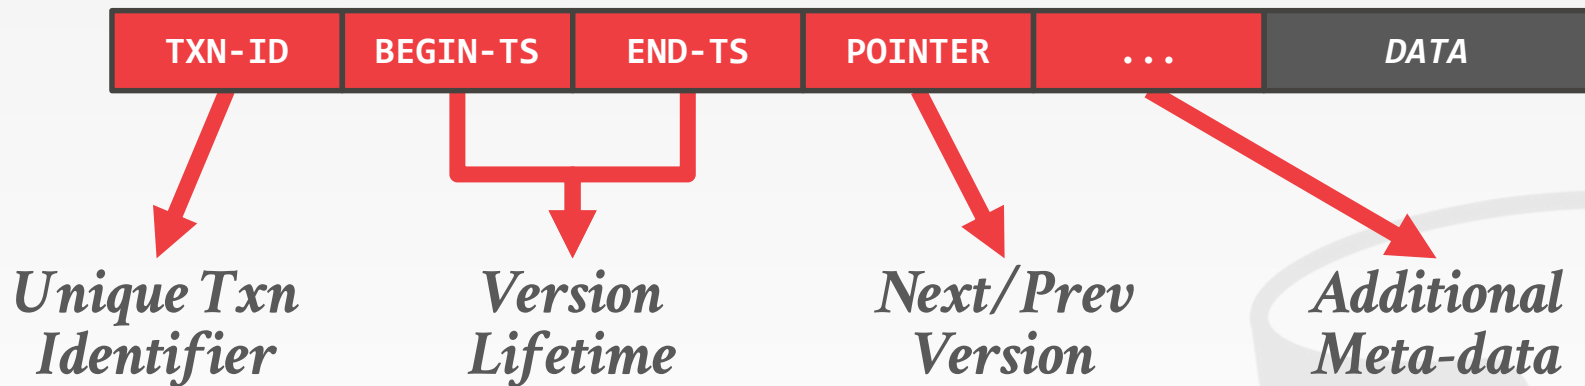 TXN-ID BEGIN-TS END-TS POINTER ... DATA
Unique Txn Identifier
Version Lifetime
Next/Prev Version
Additional Meta-data